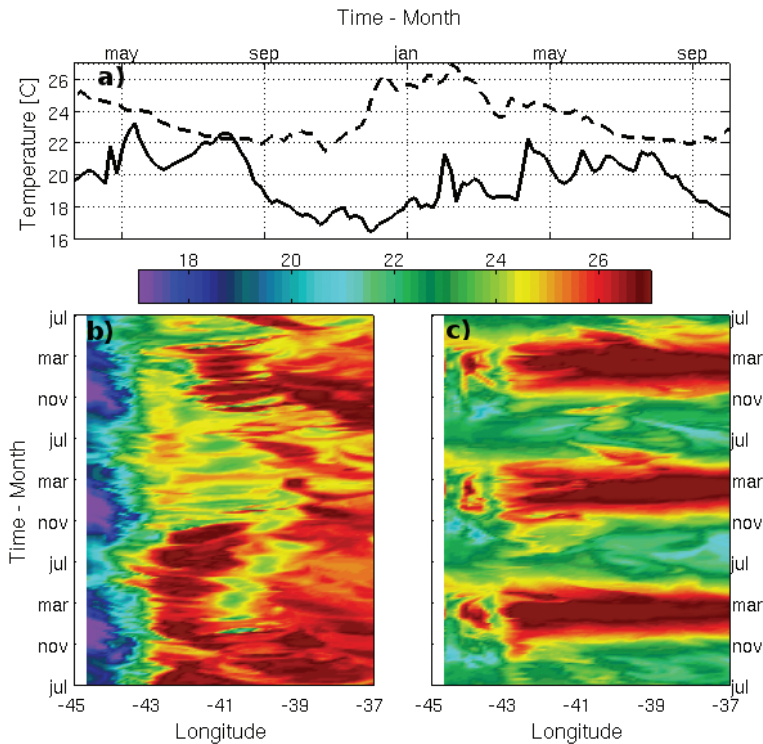 Time - Month
may sep jan may sep
a)
Temperature [C]
26
24
22
20
18
16
18 20 22 24 26
b)
c)
Time - Month
jul
mar
nov
jul
mar
nov
jul
mar
nov
jul
jul
mar
nov
jul
mar
nov
jul
mar
nov
jul
-45 -43 -41 -39 -37
-45 -43 -41 -39 -37
Longitude
Longitude